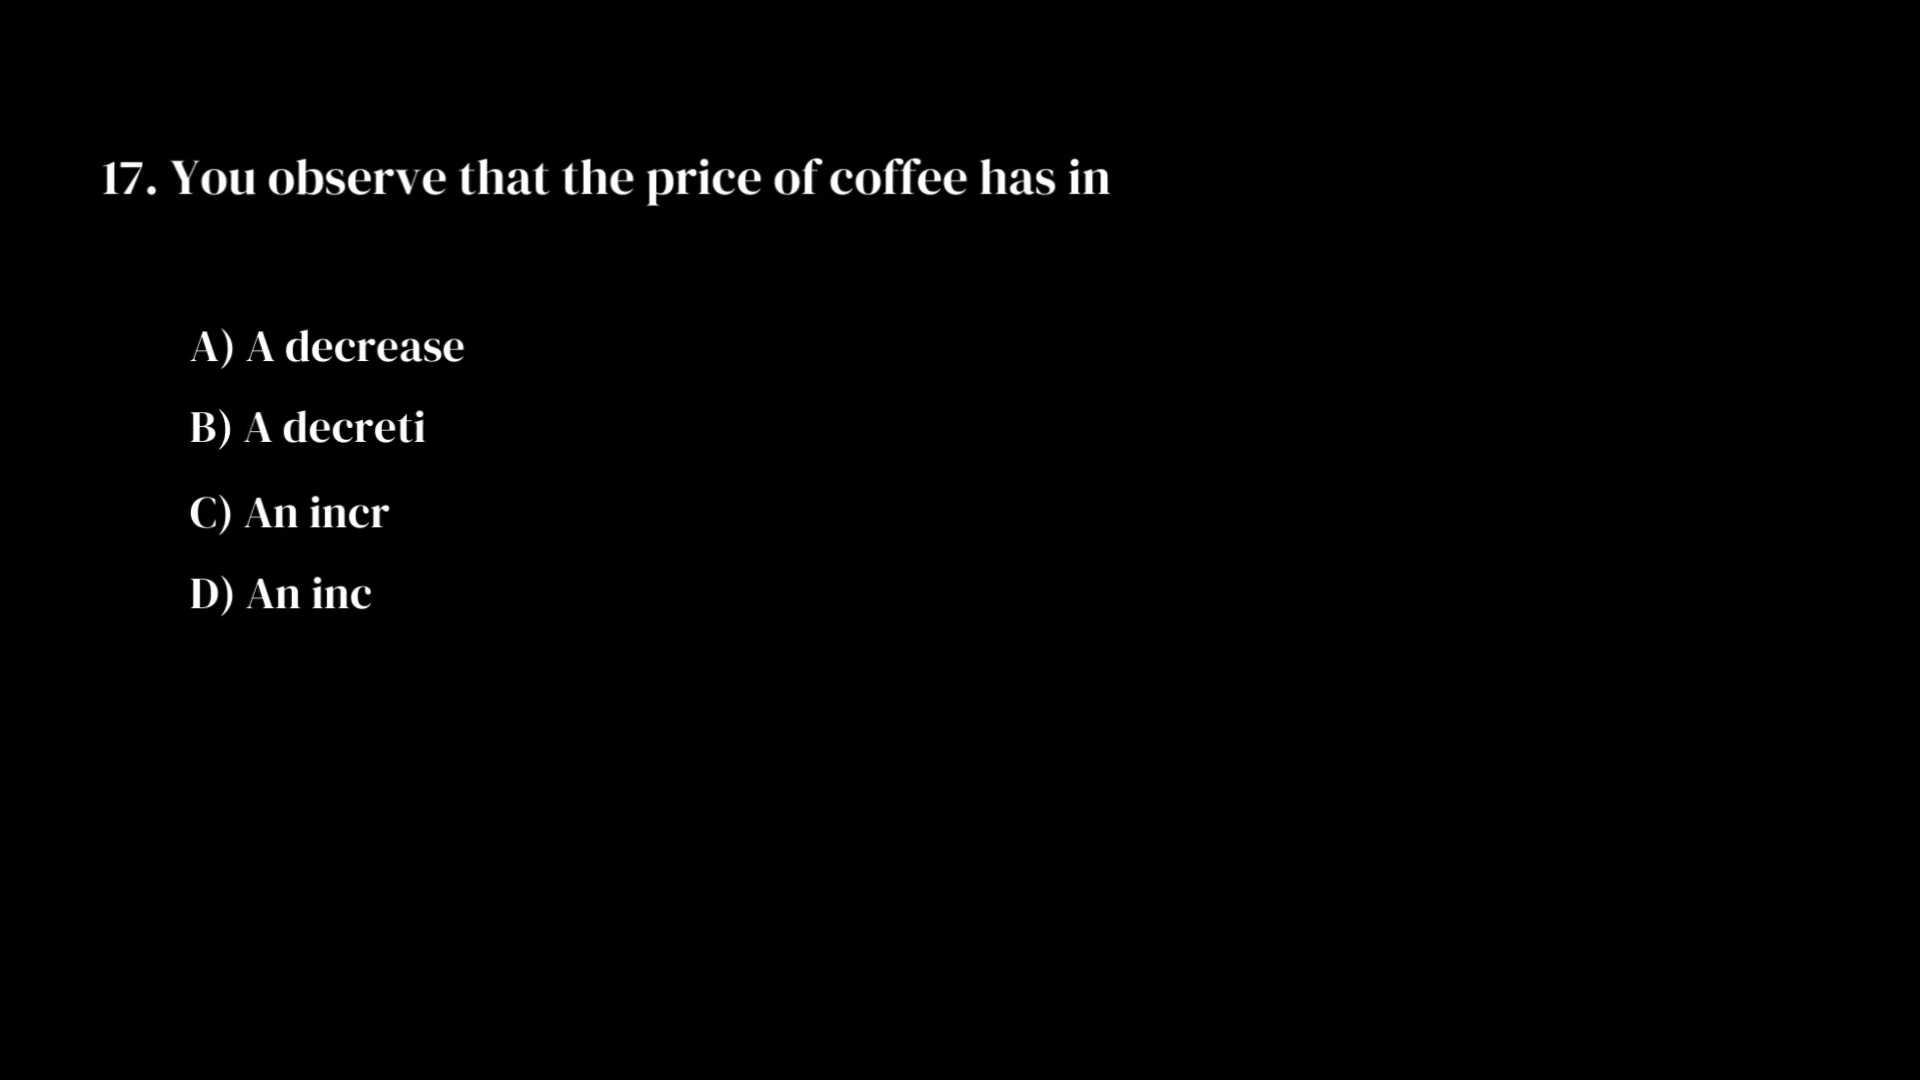 17. You observe that the price of coffee has in
A) A decrease
B) A decreti
C) An incr
D) An inc